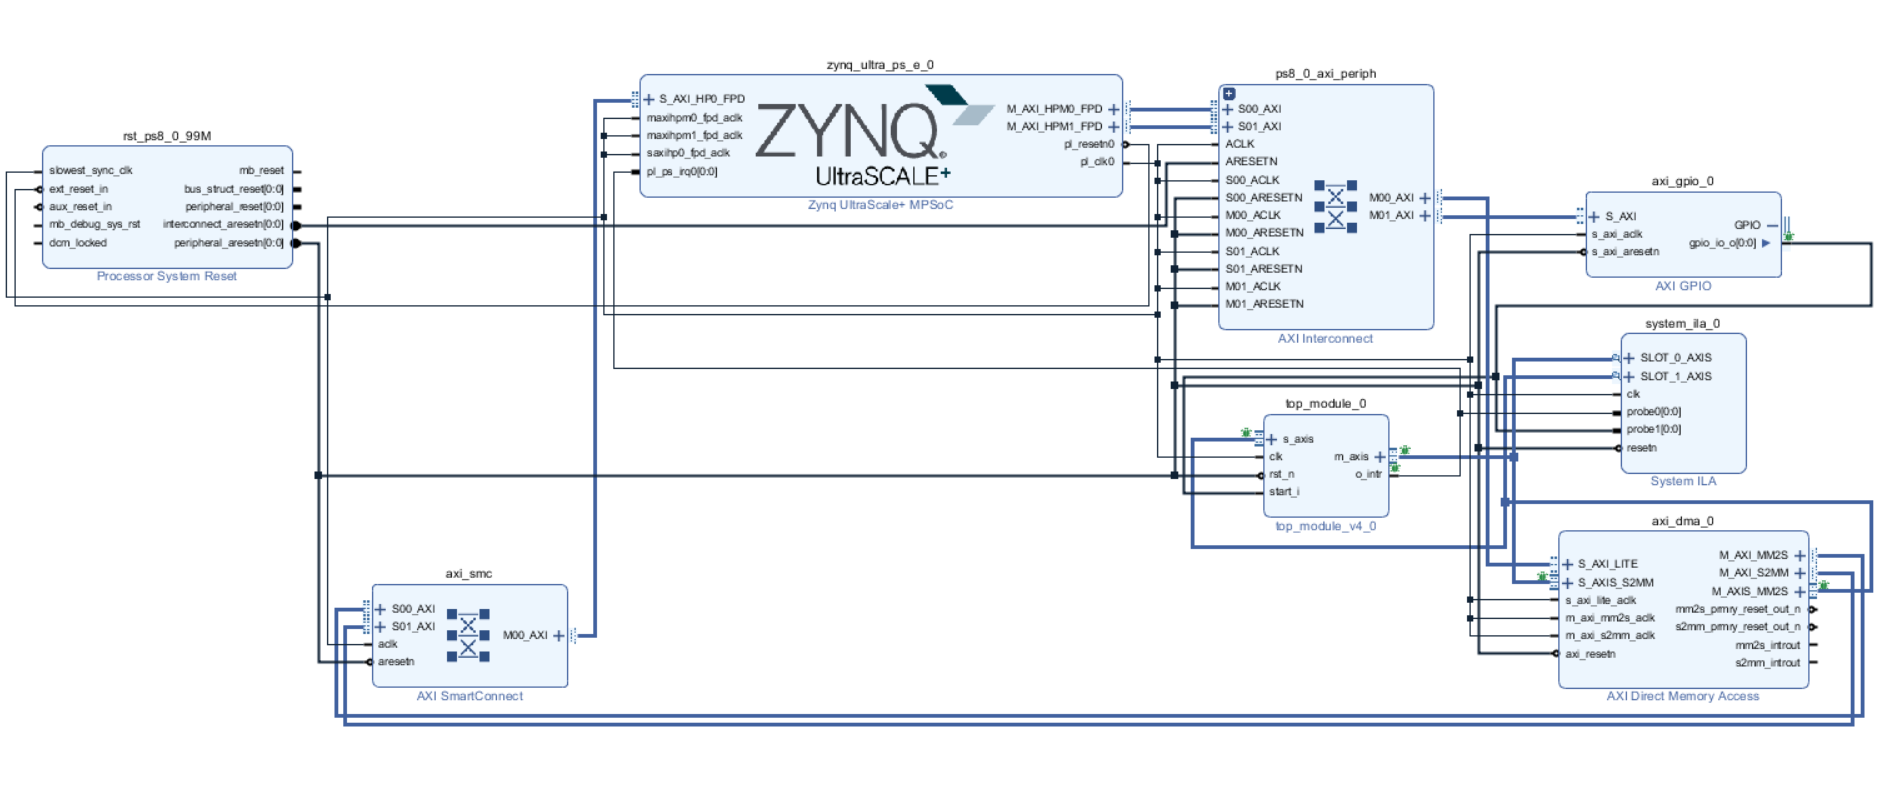 rst_ps8_0_99M
slowest_sync_clk
ext_reset_in
aux_reset_in
mb_debug_sys_rst
dcm_locked
mb_reset
bus_struct_reset[0:0]
peripheral_reset[0:0]
interconnect_aresetn[0:0]
peripheral_aresetn[0:0]
Processor System Reset
zynq_ultra_ps_e_0
S_AXI_HP0_FPD
maxihpm0_fpd_aclk
maxihpm1_fpd_aclk
saxihp0_fpd_aclk
pl_ps_irq0[0:0]
ZYNQ
UltraSCALE+
M_AXI_HPM0_FPD
M_AXI_HPM1_FPD
pl_resetn0
pl_clk0
Zynq UltraScale+ MPSoC
ps8_0_axi_periph
S00_AXI
S01_AXI
ACLK
ARESETN
S00_ACLK
S00_ARESETN
M00_ACLK
M00_ARESETN
S01_ACLK
S01_ARESETN
M01_ACLK
M01_ARESETN
M00_AXI
M01_AXI
AXI Interconnect
axi_gpio_0
S_AXI
s_axi_aclk
s_axi_aresetn
GPIO
gpio_io_o[0:0]
AXI GPIO
system_ila_0
SLOT_0_AXIS
SLOT_1_AXIS
clk
probe0[0:0]
probe1[0:0]
resetn
System ILA
top_module_0
s_axis
clk
rst_n
start_i
m_axis
o_intr
top_module_v4_0
axi_dma_0
S_AXI_LITE
S_AXIS_S2MM
s_axi_lite_aclk
m_axi_mm2s_aclk
m_axi_s2mm_aclk
axi_resetn
M_AXI_MM2S
M_AXI_S2MM
M_AXIS_MM2S
mm2s_prmry_reset_out_n
s2mm_prmry_reset_out_n
mm2s_introut
s2mm_introut
AXI Direct Memory Access
axi_smc
S00_AXI
S01_AXI
aclk
aresetn
M00_AXI
AXI SmartConnect